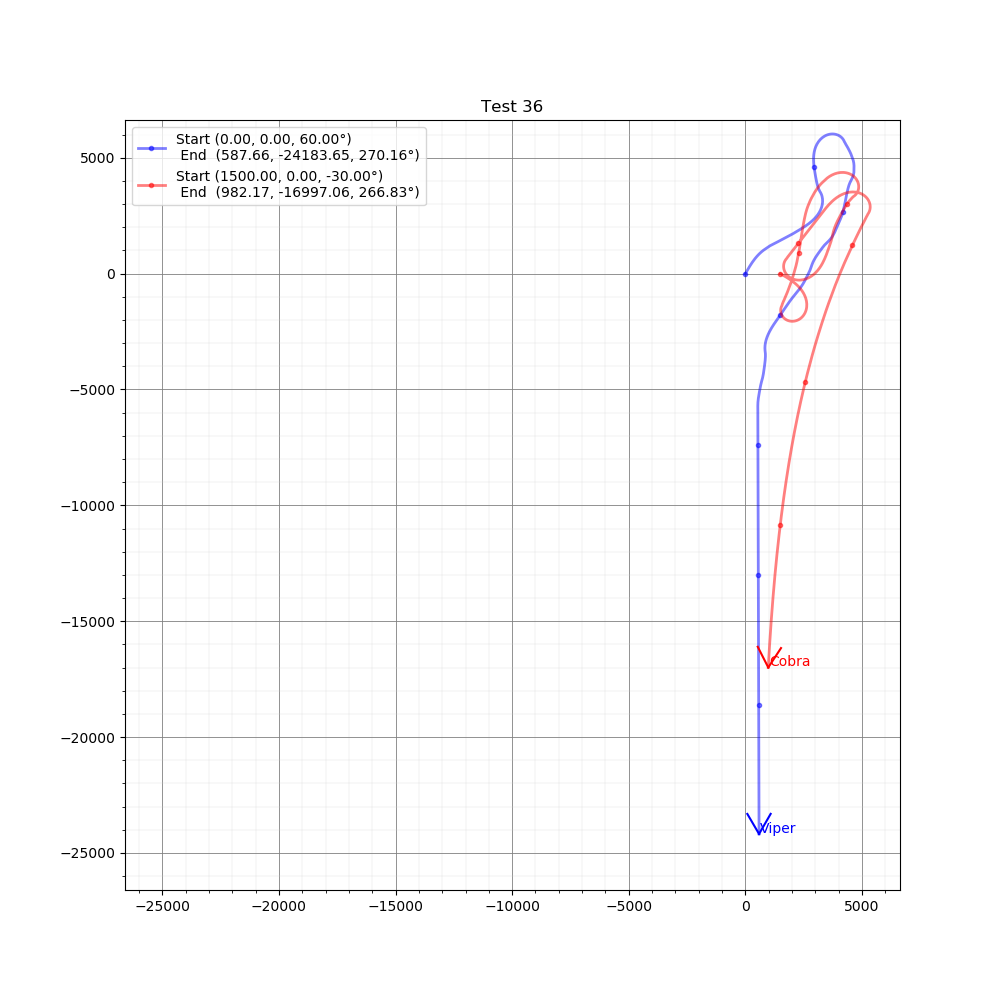 Test 36
Start (0.00, 0.00, 60.00°)
End (587.66, -24183.65, 270.16°)
Start (1500.00, 0.00, -30.00°)
End (982.17, -16997.06, 266.83°)
5000
0
−5000
−10000
−15000
−20000
−25000
Cobra
Viper
−25000 −20000 −15000 −10000 −5000 0 5000